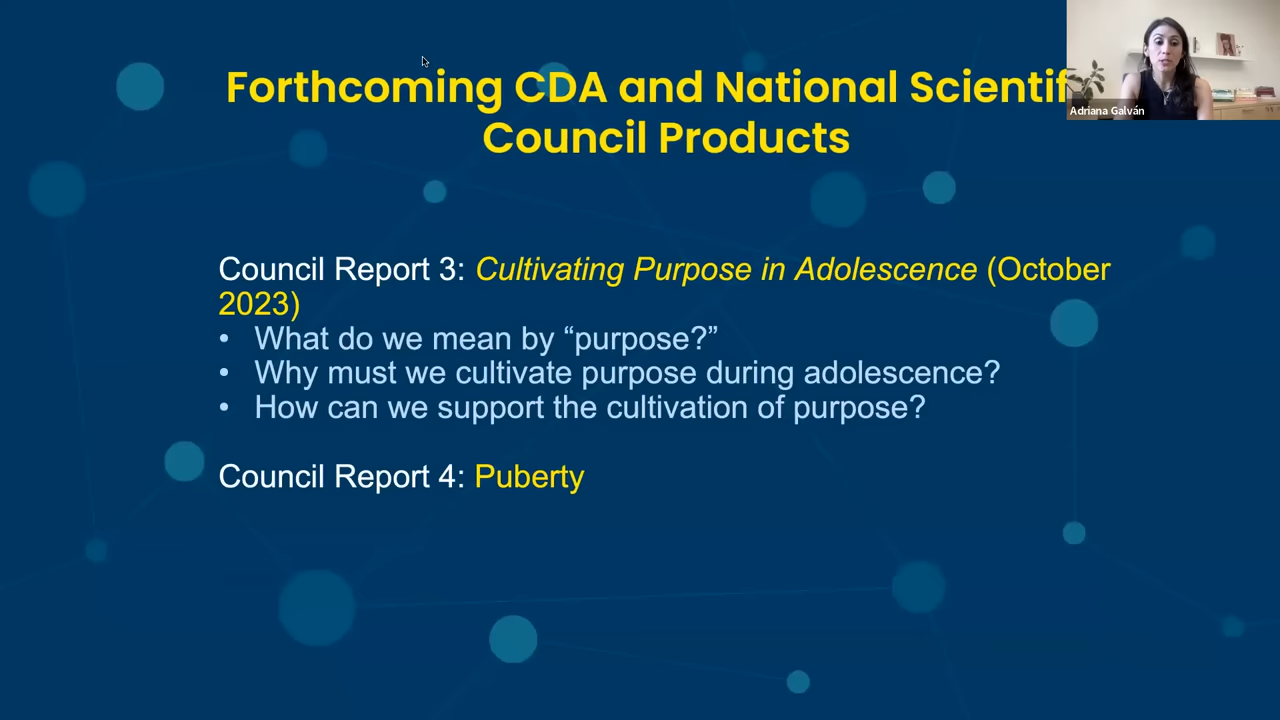 Forthcoming CDA and National Scientif
Council Products
Adriana Galván
Council Report 3: Cultivating Purpose in Adolescence (October
2023)
• What do we mean by “purpose?”
• Why must we cultivate purpose during adolescence?
• How can we support the cultivation of purpose?
Council Report 4: Puberty